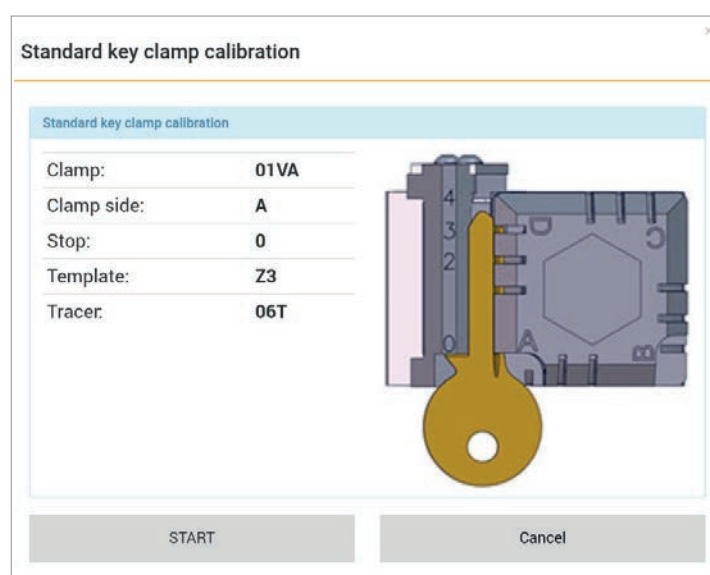 Standard key clamp calibration
Standard key clamp calibration
Clamp: 01VA
Clamp side: A
Stop: 0
Template: Z3
Tracer: 06T
4
3
2
0
D
C
A
B
START Cancel